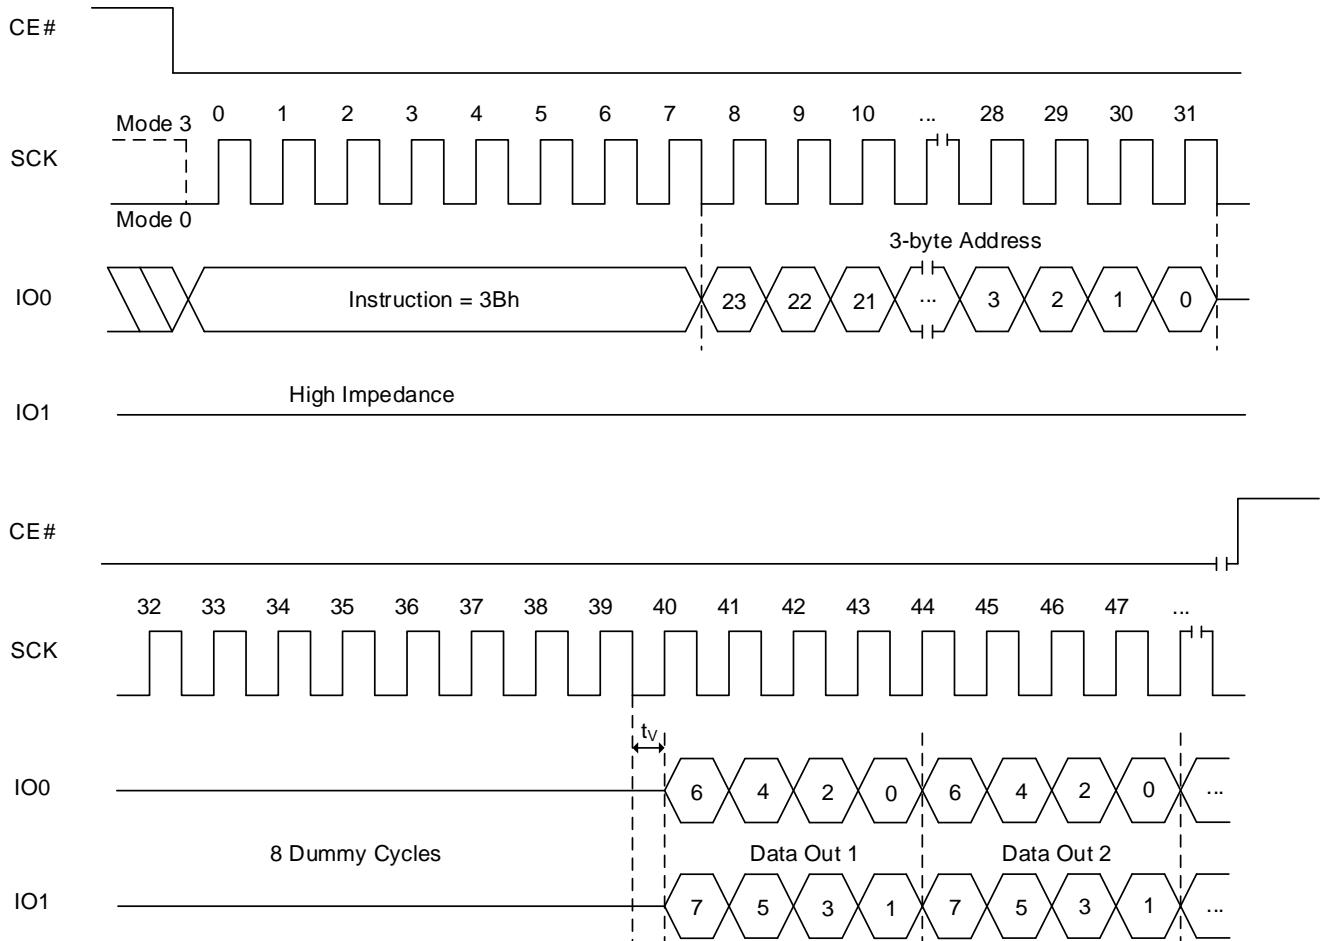 CE#
Mode 3 0 1 2 3 4 5 6 7 8 9 10 ... 28 29 30 31
SCK
Mode 0
3-byte Address
IO0 Instruction = 3Bh 23 22 21 ... 3 2 1 0
High Impedance
IO1
CE#
32 33 34 35 36 37 38 39 40 41 42 43 44 45 46 47 ...
SCK
tV
IO0 6 4 2 0 6 4 2 0 ...
8 Dummy Cycles Data Out 1 Data Out 2
IO1 7 5 3 1 7 5 3 1 ...